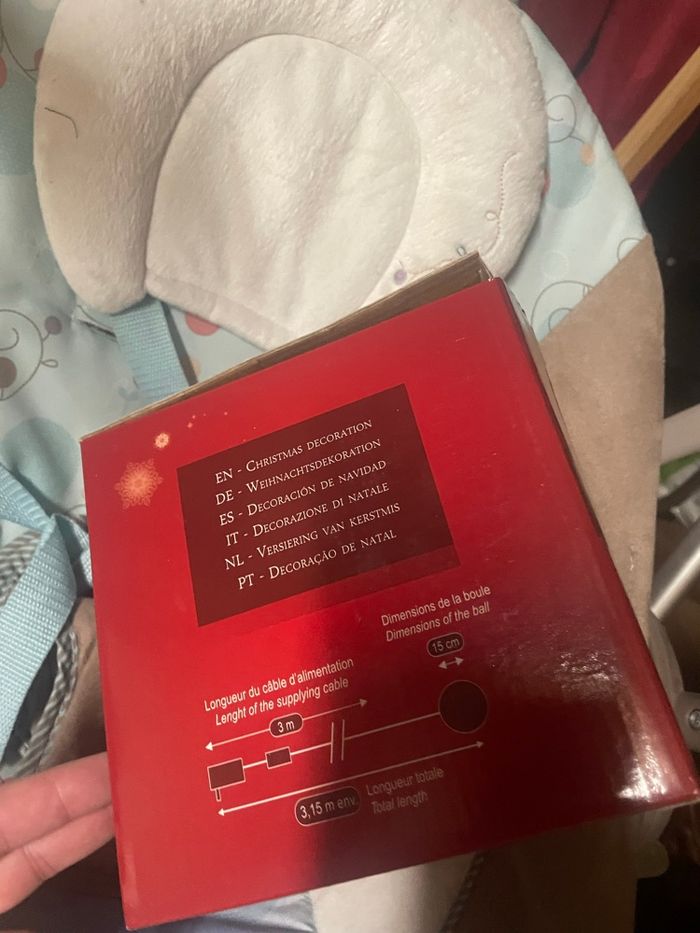 EN - Christmas decoration
DE - Weihnachtsdekoration
ES - Decoración de navidad
IT - Decorazione di natale
NL - Versiering van kerstmis
PT - Decoração de natal
Dimensions de la boule
Dimensions of the ball
15 cm
Longueur du câble d'alimentation
Lenght of the supplying cable
3 m
3,15 m env.
Longueur totale
Total length